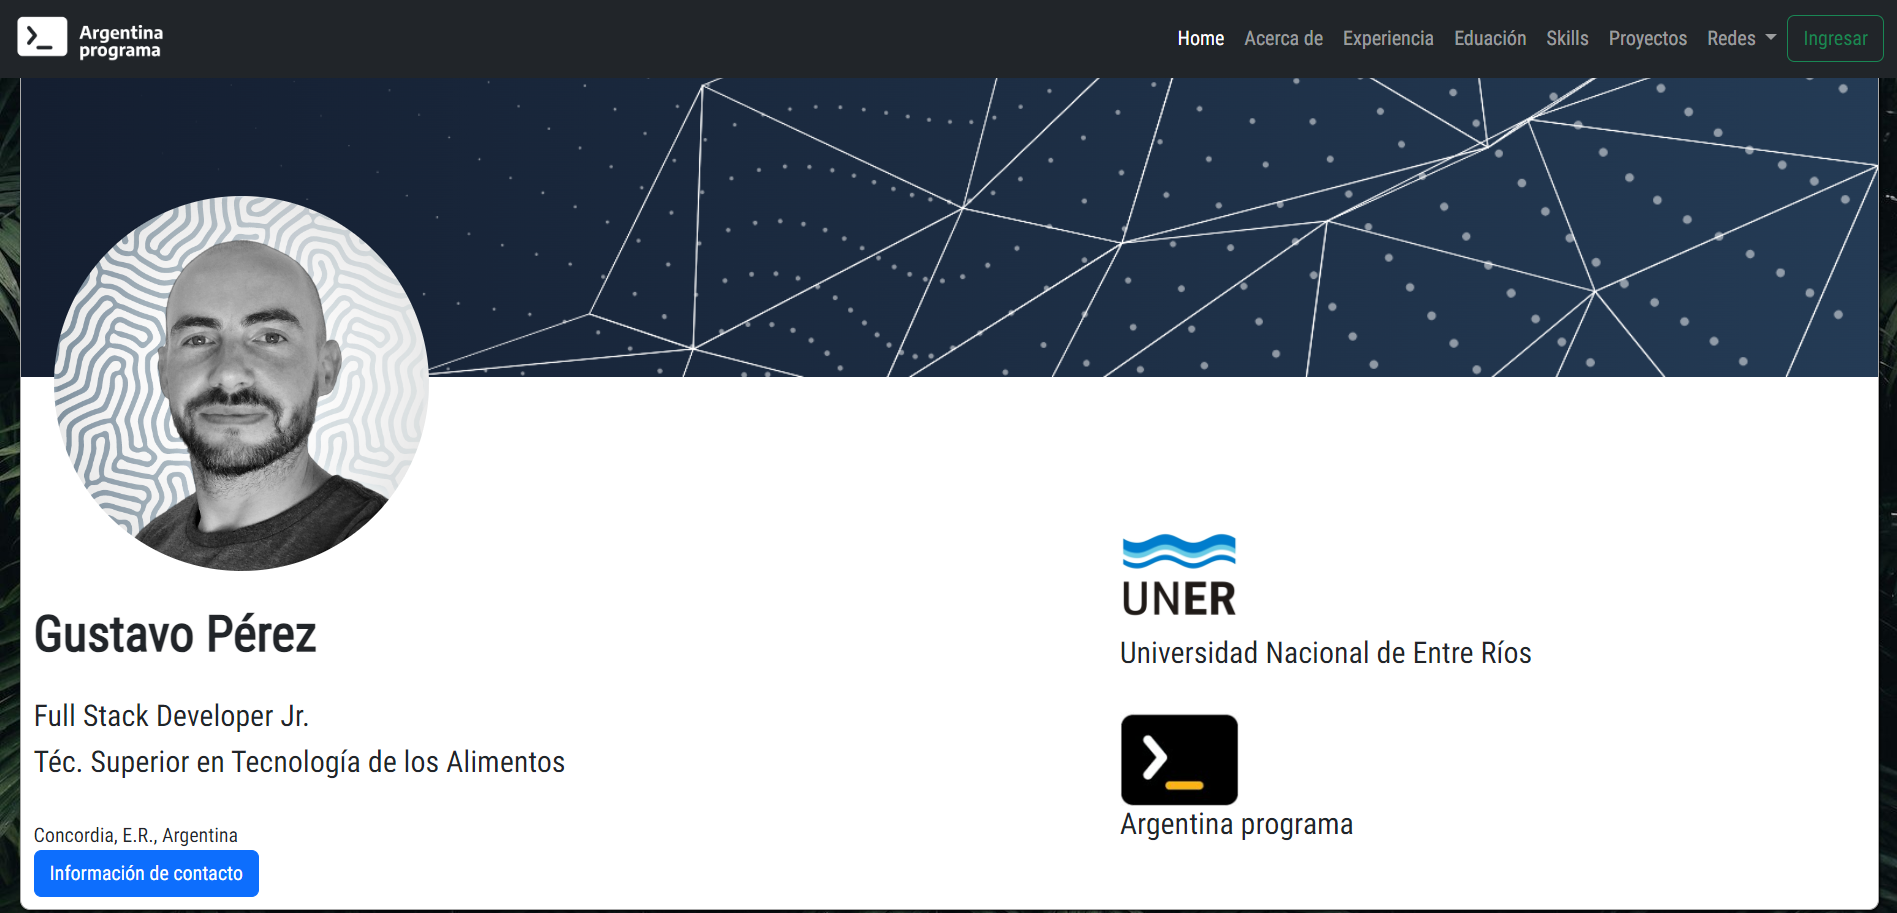 Argentina
programa
Home Acerca de Experiencia Eduación Skills Proyectos Redes Ingresar
Gustavo Pérez
Full Stack Developer Jr.
Téc. Superior en Tecnología de los Alimentos
Concordia, E.R., Argentina
Información de contacto
UNER
Universidad Nacional de Entre Ríos
Argentina programa